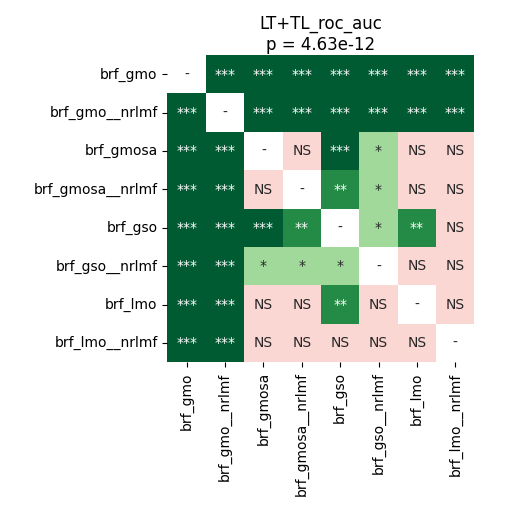 LT+TL_roc_auc
p = 4.63e-12
brf_gmo - *** *** *** *** *** *** ***
brf_gmo__nrlmf *** - *** *** *** *** *** ***
brf_gmosa *** *** - NS *** * NS NS
brf_gmosa__nrlmf *** *** NS - ** * NS NS
brf_gso *** *** *** ** - * ** NS
brf_gso__nrlmf *** *** * * * - NS NS
brf_lmo *** *** NS NS ** NS - NS
brf_lmo__nrlmf *** *** NS NS NS NS NS -
brf_gmo
brf_gmo__nrlmf
brf_gmosa
brf_gmosa__nrlmf
brf_gso
brf_gso__nrlmf
brf_lmo
brf_lmo__nrlmf